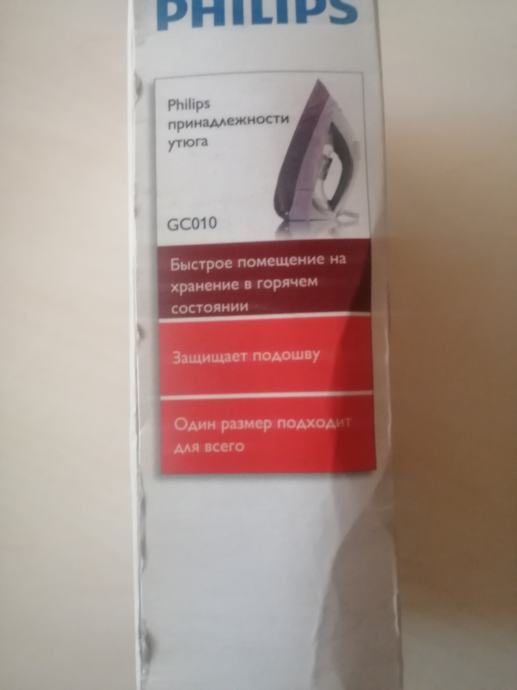 PHILIPS
Philips
принадлежности
утюга
GC010
Быстрое помещение на
хранение в горячем
состоянии
Защищает подошву
Один размер подходит
для всего